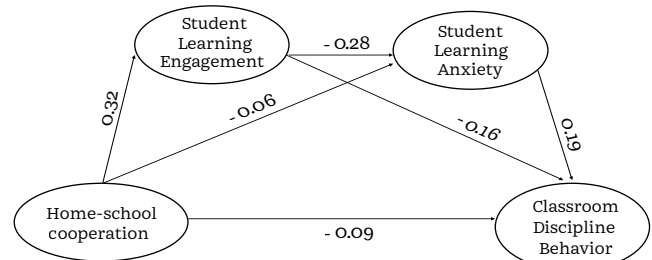 Student
Learning
Engagement
Student
Learning
Anxiety
- 0.28
0.32
- 0.06
- 0.16
0.19
Home-school
cooperation
- 0.09
Classroom
Discipline
Behavior